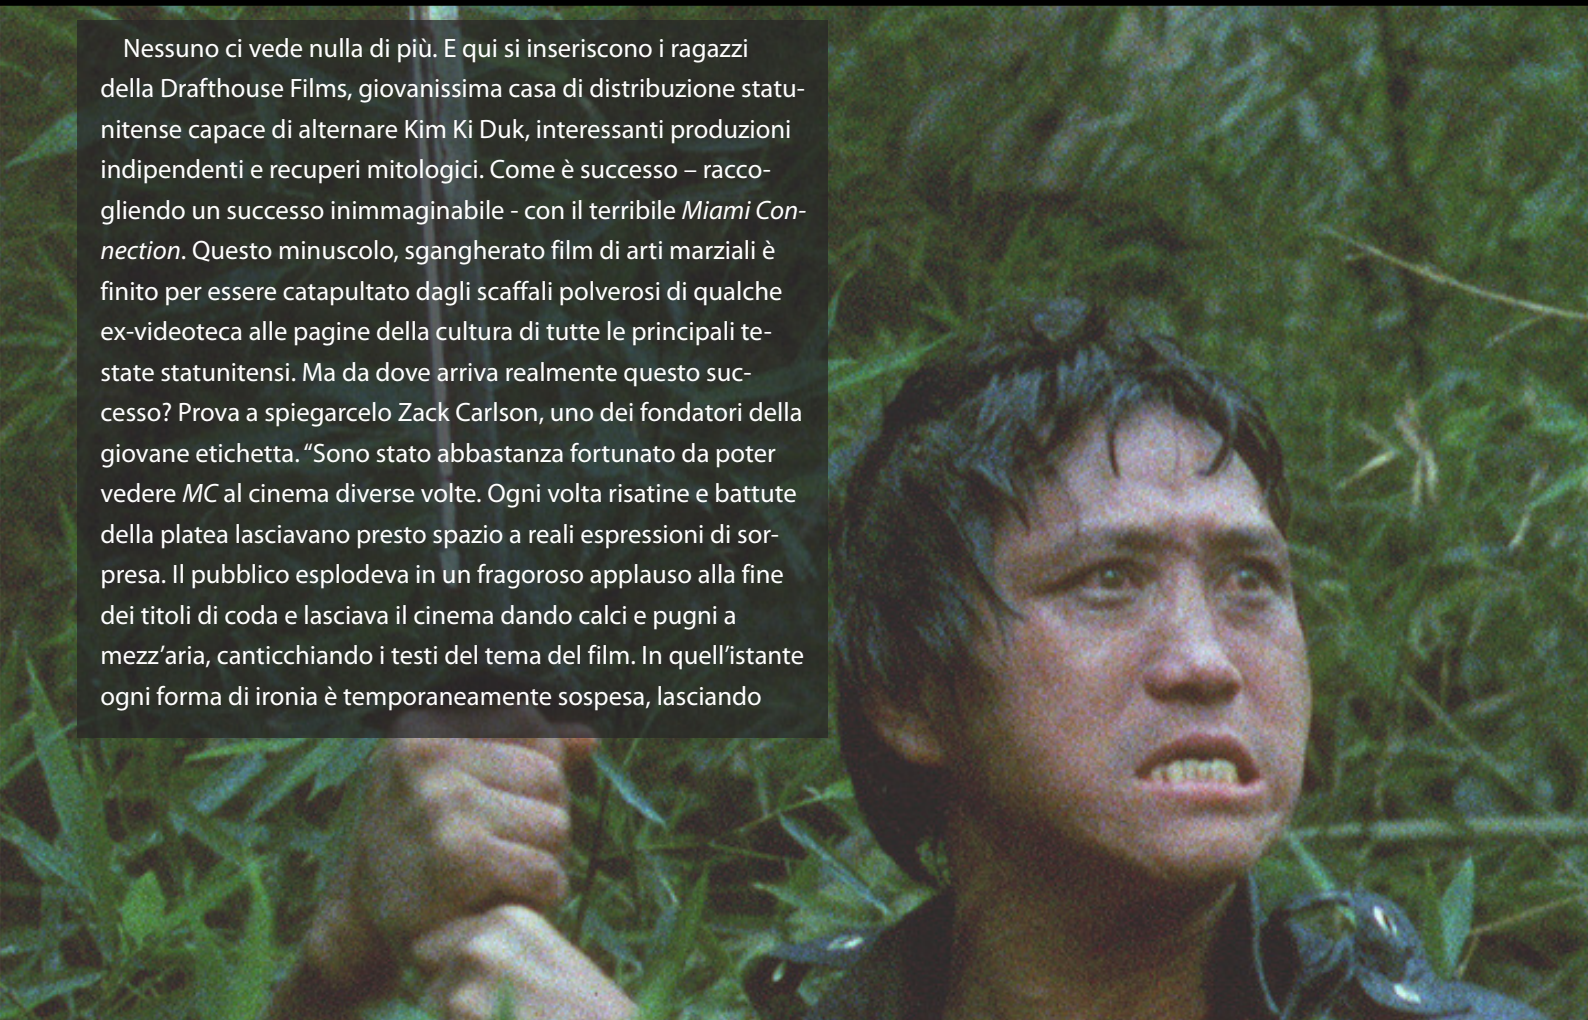 Nessuno ci vede nulla di più. E qui si inseriscono i ragazzi
della Drafthouse Films, giovanissima casa di distribuzione statu-
nitense capace di alternare Kim Ki Duk, interessanti produzioni
indipendenti e recuperi mitologici. Come è successo – racco-
gliendo un successo inimmaginabile - con il terribile Miami Con-
nection. Questo minuscolo, sgangherato film di arti marziali è
finito per essere catapultato dagli scaffali polverosi di qualche
ex-videoteca alle pagine della cultura di tutte le principali te-
state statunitensi. Ma da dove arriva realmente questo suc-
cesso? Prova a spiegarcelo Zack Carlson, uno dei fondatori della
giovane etichetta. “Sono stato abbastanza fortunato da poter
vedere MC al cinema diverse volte. Ogni volta risatine e battute
della platea lasciavano presto spazio a reali espressioni di sor-
presa. Il pubblico esplodeva in un fragoroso applauso alla fine
dei titoli di coda e lasciava il cinema dando calci e pugni a
mezz’aria, canticchiando i testi del tema del film. In quell’istante
ogni forma di ironia è temporaneamente sospesa, lasciando